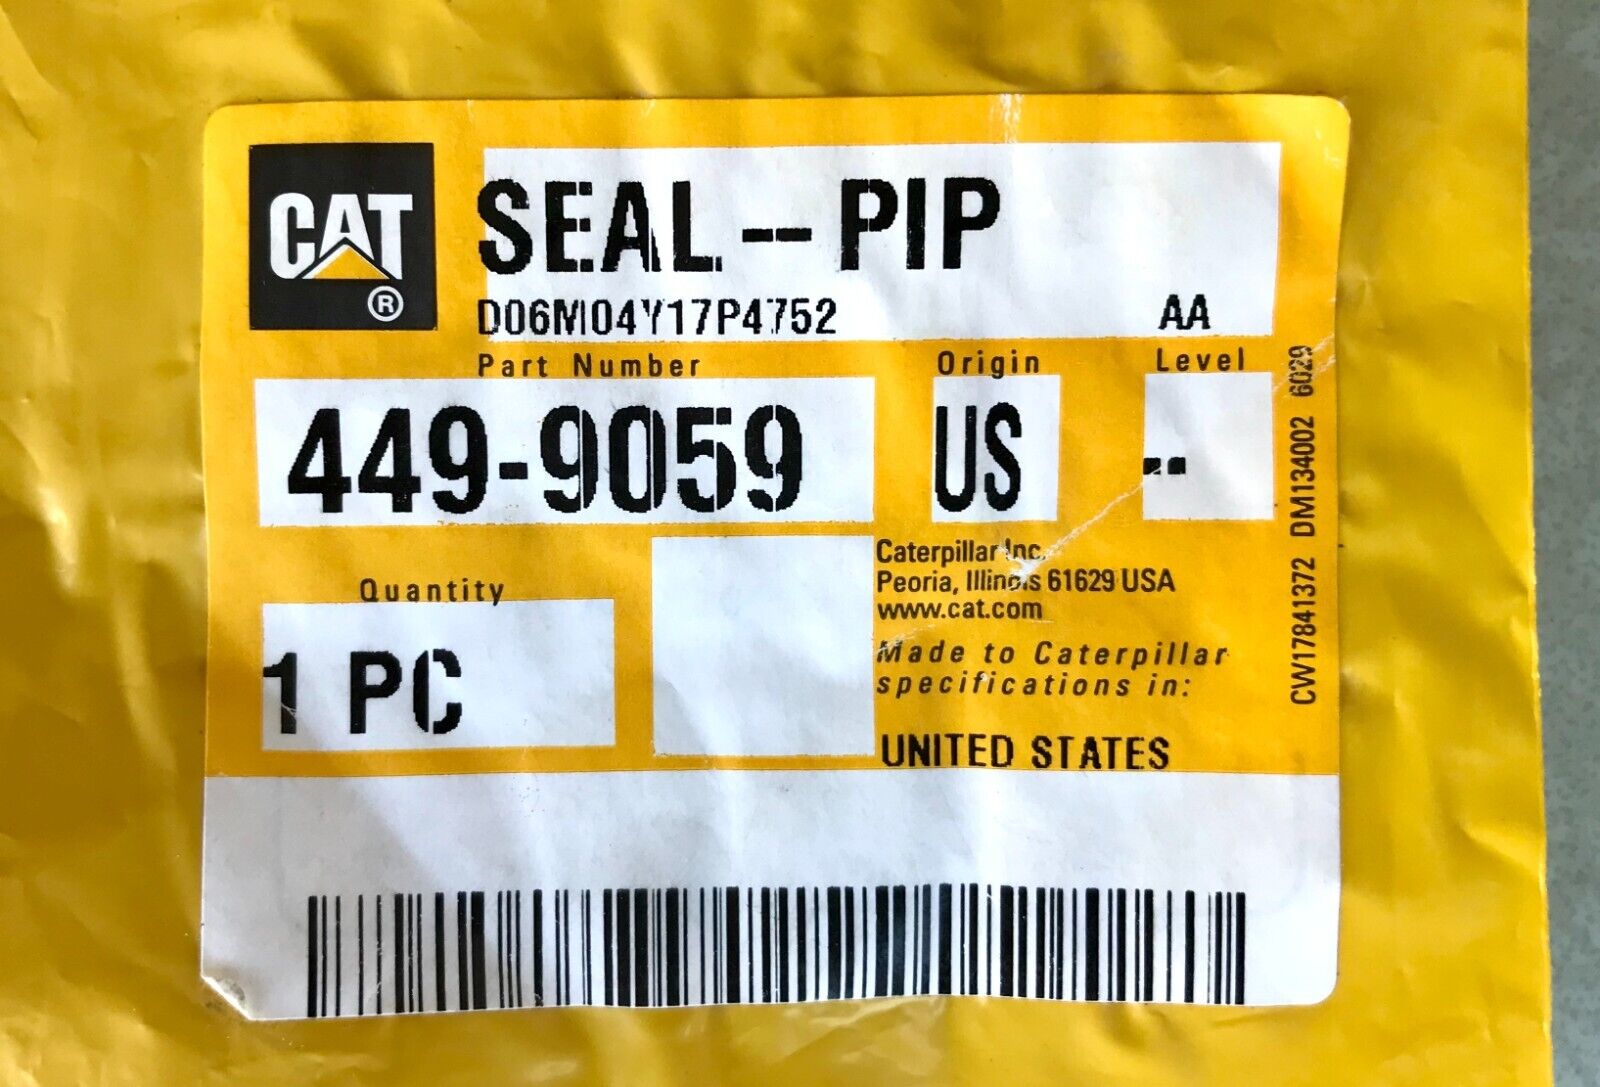 CAT
®
SEAL--PIP
D06M04Y17P4752 AA
Part Number Origin Level
449-9059 US --
Quantity
1 PC
Caterpillar Inc.
Peoria, Illinois 61629 USA
www.cat.com
Made to Caterpillar
specifications in:
UNITED STATES
CW17841372 DM134002 6029